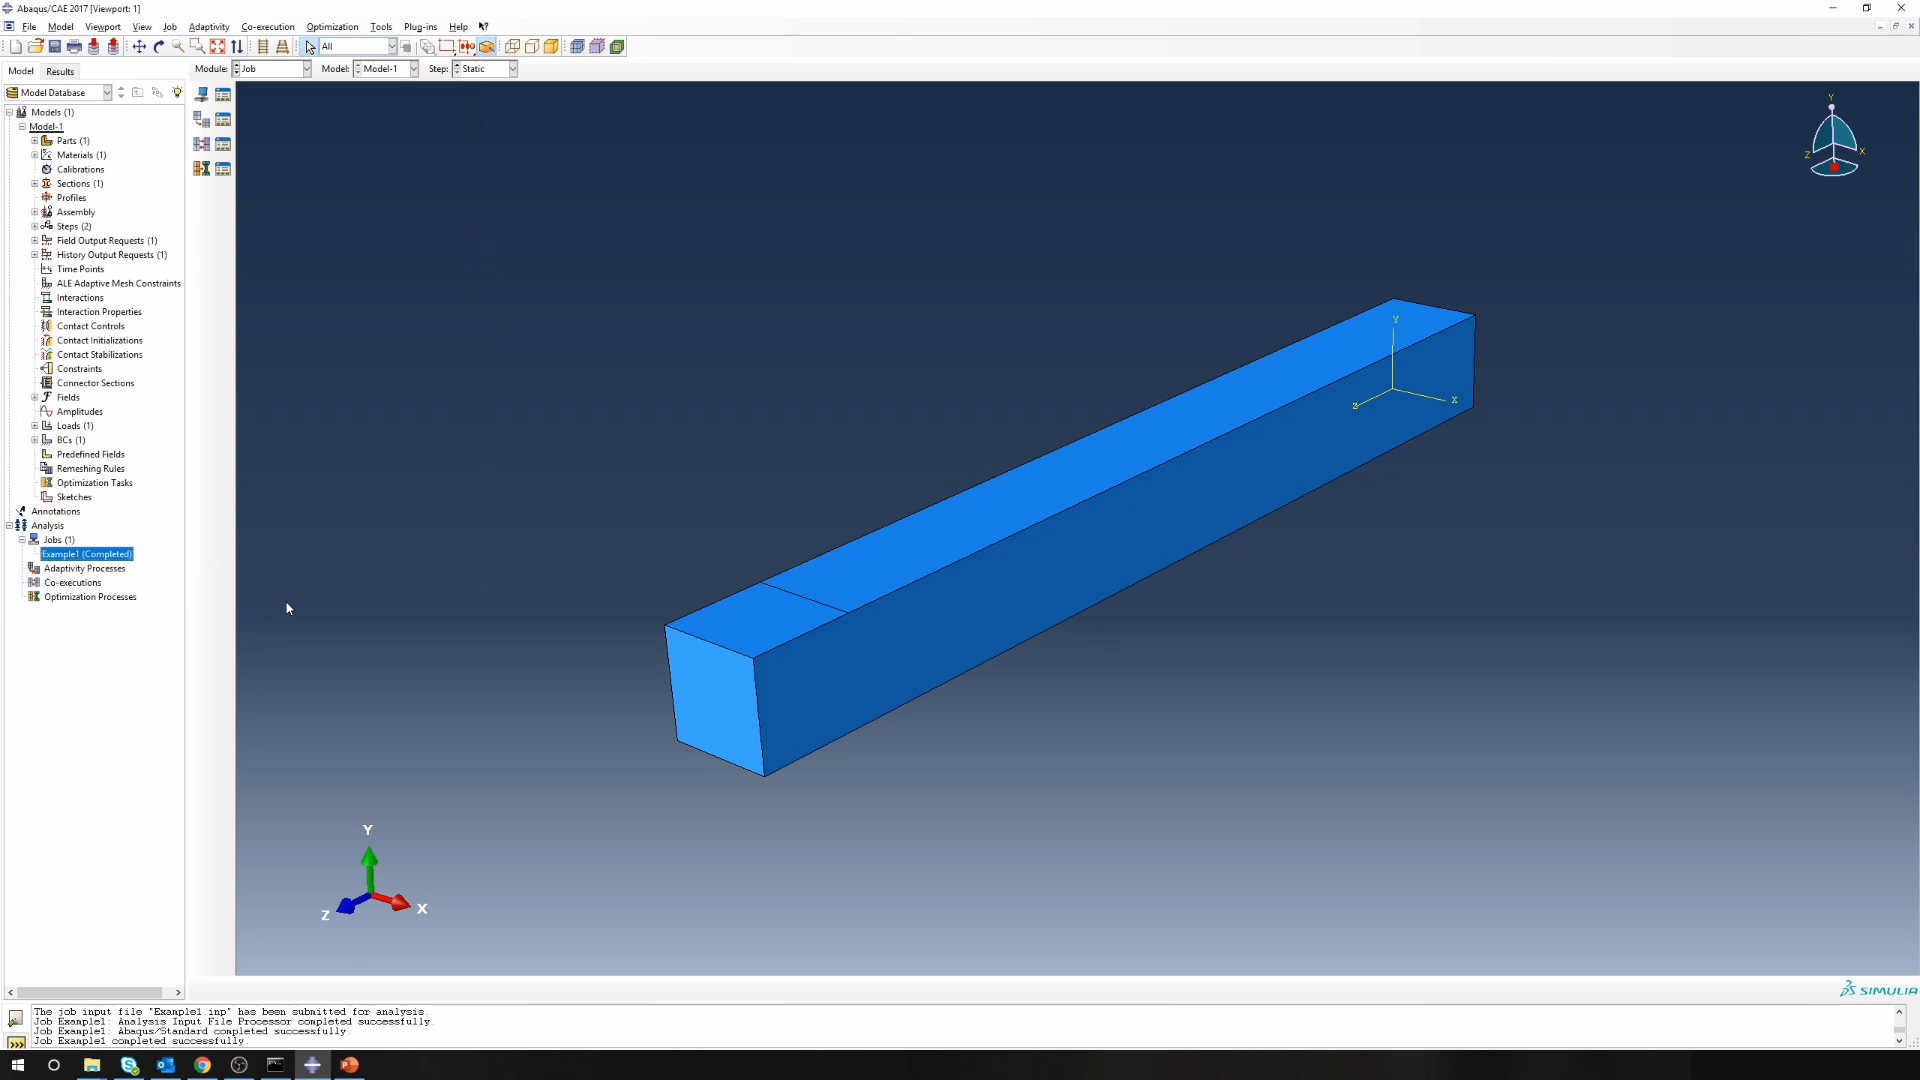 Abaqus/CAE 2017 [Viewport: 1]
File Model Viewport View Job Adaptivity Co-execution Optimization Tools Plug-ins Help
All
Module: Job Model: Model-1 Step: Static
Model Results
Model Database
Models (1)
Model-1
Parts (1)
Materials (1)
Calibrations
Sections (1)
Profiles
Assembly
Steps (2)
Field Output Requests (1)
History Output Requests (1)
Time Points
ALE Adaptive Mesh Constraints
Interactions
Interaction Properties
Contact Controls
Contact Initializations
Contact Stabilizations
Constraints
Connector Sections
Fields
Amplitudes
Loads (1)
BCs (1)
Predefined Fields
Remeshing Rules
Optimization Tasks
Sketches
Annotations
Analysis
Jobs (1)
Example1 (Completed)
Adaptivity Processes
Co-executions
Optimization Processes
Y
Z
X
Y
Z
X
Y
Z
X
SIMULIA
The job input file "Example1.inp" has been submitted for analysis.
Job Example1: Analysis Input File Processor completed successfully.
Job Example1: Abaqus/Standard completed successfully.
Job Example1 completed successfully.